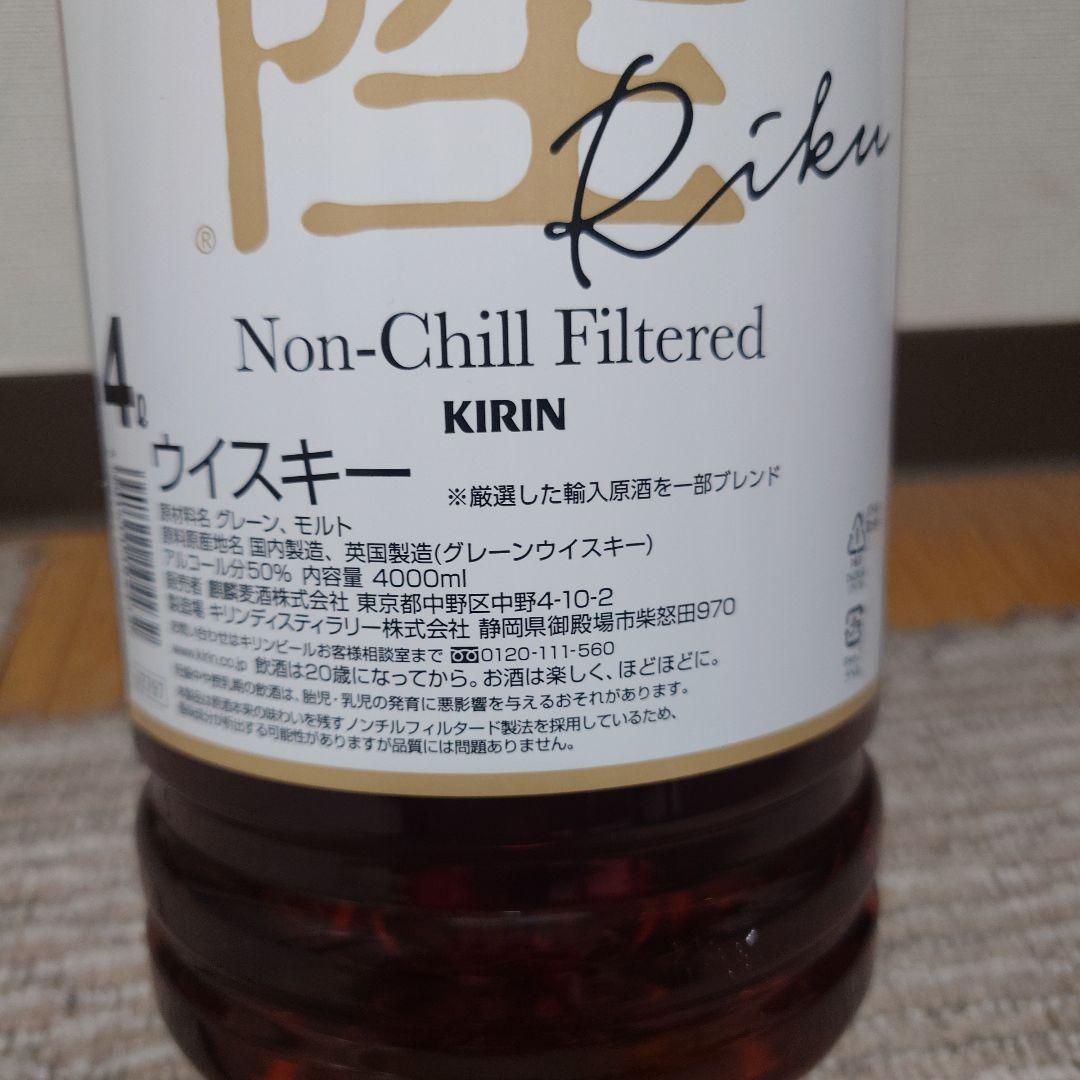 陸
Riku
®
Non-Chill Filtered
4ℓ
KIRIN
ウイスキー
※厳選した輸入原酒を一部ブレンド
原材料名 グレーン、モルト
原料原産地名 国内製造、英国製造(グレーンウイスキー)
アルコール分50% 内容量 4000ml
販売者 麒麟麦酒株式会社 東京都中野区中野4-10-2
製造場 キリンディスティラリー株式会社 静岡県御殿場市柴怒田970
お問い合わせはキリンビールお客様相談室まで 0120-111-560
www.kirin.co.jp 飲酒は20歳になってから。お酒は楽しく、ほどほどに。
妊娠中や授乳期の飲酒は、胎児・乳児の発育に悪影響を与えるおそれがあります。
本製品は原酒本来の味わいを残すノンチルフィルタード製法を採用しているため、
が析出する可能性がありますが品質には問題ありません。